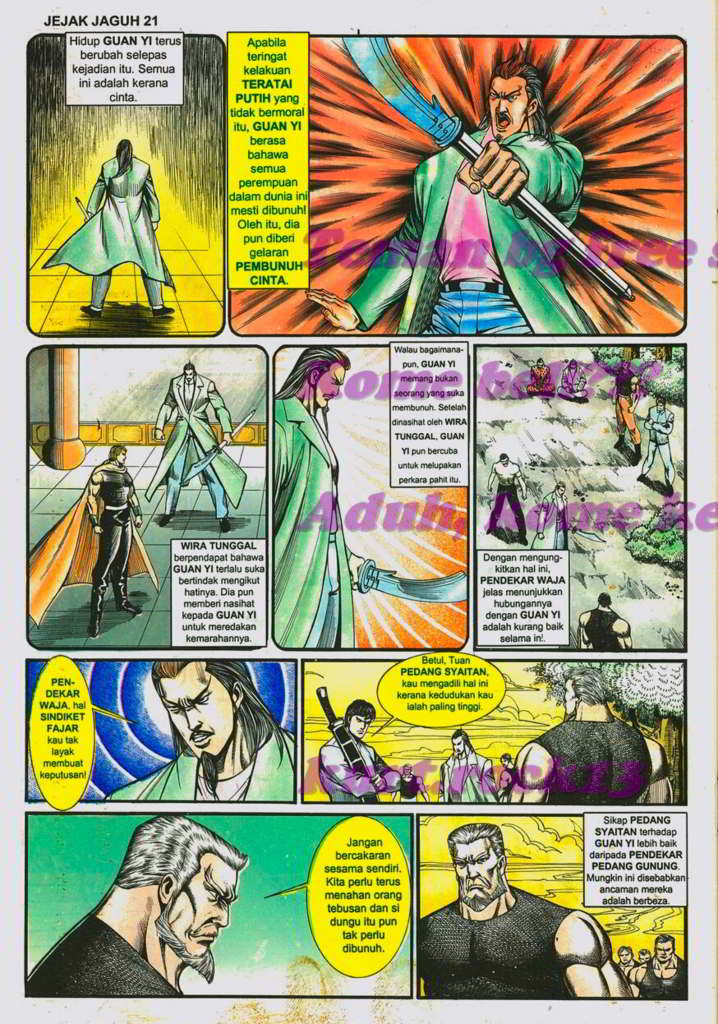 JEJAK JAGUH 21
Hidup GUAN YI terus
berubah selepas
kejadian itu. Semua
ini adalah kerana
cinta.
Apabila
teringat
kelakuan
TERATAI
PUTIH yang
tidak bermoral
itu, GUAN YI
berasa
bahawa
semua
perempuan
dalam dunia ini
mesti dibunuh!
Oleh itu, dia
pun diberi
gelaran
PEMBUNUH
CINTA.
Teman bg free s
WIRA TUNGGAL
berpendapat bahawa
GUAN YI terlalu suka
bertindak mengikut
hatinya. Dia pun
memberi nasihat
kepada GUAN YI
untuk meredakan
kemarahannya.
Walau bagaimana-
pun, GUAN YI
memang bukan
seorang yang suka
membunuh. Setelah
dinasihat oleh WIRA
TUNGGAL, GUAN
YI pun bercuba
untuk melupakan
perkara pahit itu.
Aduh, kome ke
Dengan mengung-
kitkan hal ini,
PENDEKAR WAJA
jelas menunjukkan
hubungannya
dengan GUAN YI
adalah kurang baik
selama ini!.
PEN-
DEKAR
WAJA, hal
SINDIKET
FAJAR
kau tak
layak
membuat
keputusan!
Betul, Tuan
PEDANG SYAITAN,
kau mengadili hal ini
kerana kedudukan kau
ialah paling tinggi.
kurt.rock13
Jangan
bercakaran
sesama sendiri.
Kita perlu terus
menahan orang
tebusan dan si
dungu itu pun
tak perlu
dibunuh.
Sikap PEDANG
SYAITAN terhadap
GUAN YI lebih baik
daripada PENDEKAR
PEDANG GUNUNG.
Mungkin ini disebabkan
ancaman mereka
adalah berbeza.